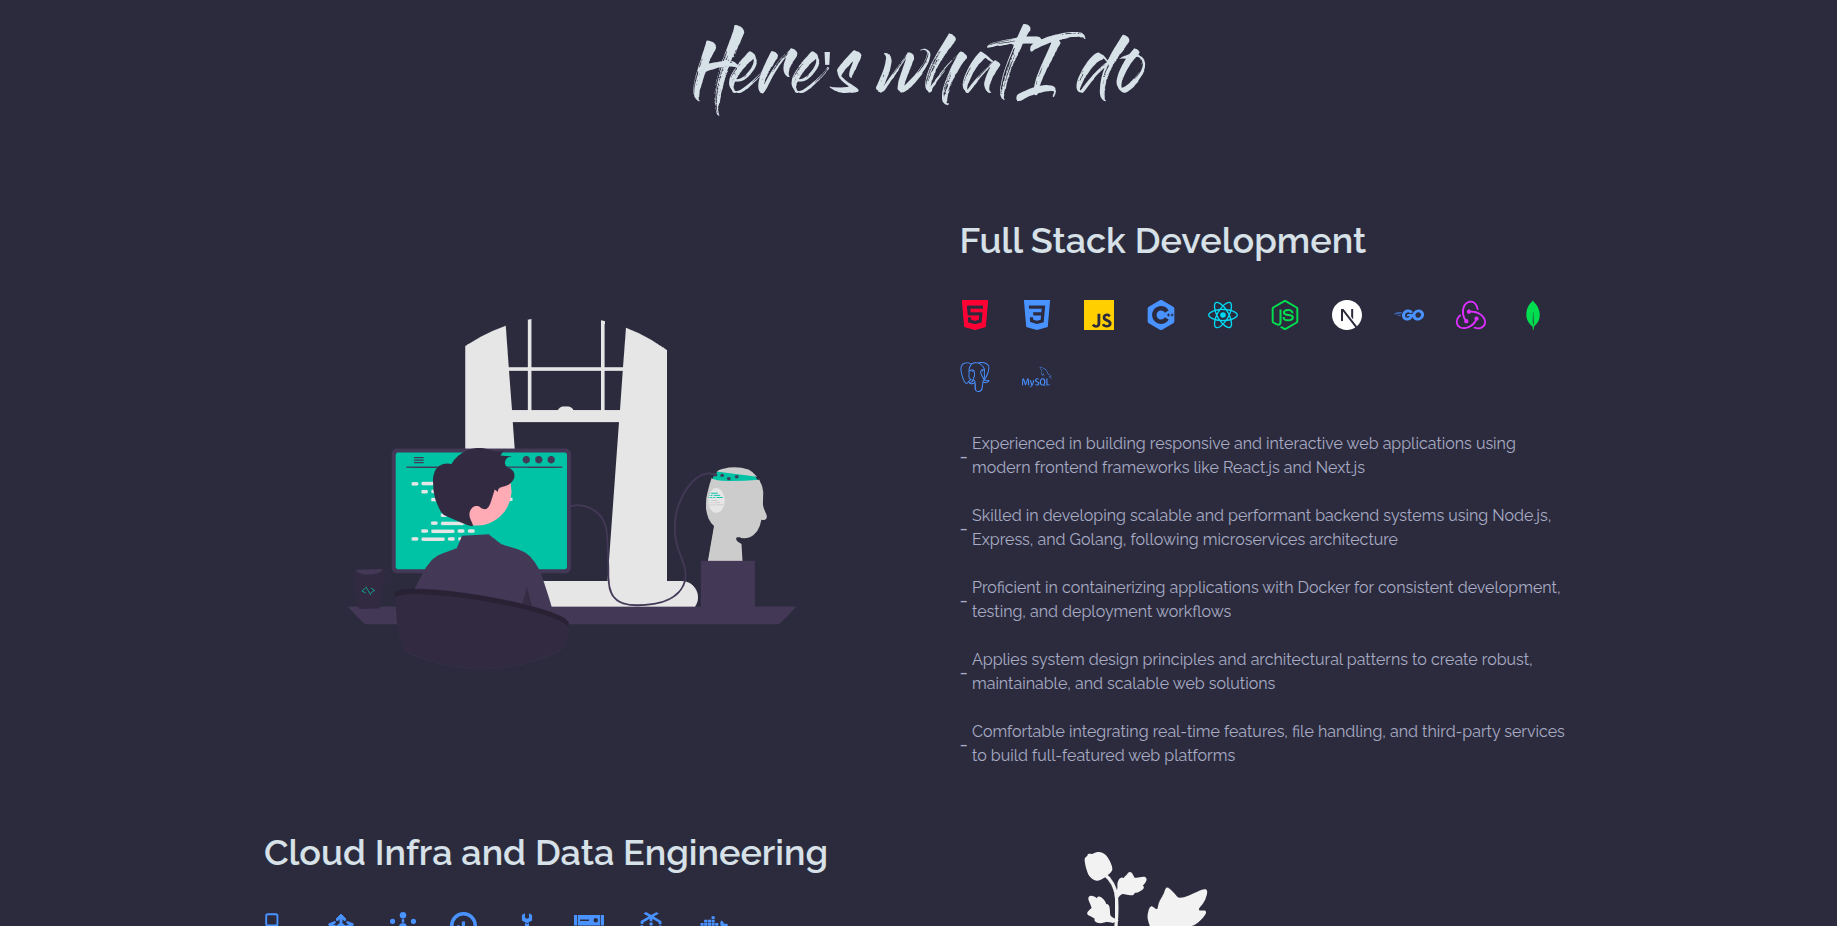 Here's what I do
Full Stack Development
JS
JS
N
GO
MySQL
- Experienced in building responsive and interactive web applications using
modern frontend frameworks like React.js and Next.js
- Skilled in developing scalable and performant backend systems using Node.js,
Express, and Golang, following microservices architecture
- Proficient in containerizing applications with Docker for consistent development,
testing, and deployment workflows
- Applies system design principles and architectural patterns to create robust,
maintainable, and scalable web solutions
- Comfortable integrating real-time features, file handling, and third-party services
to build full-featured web platforms
Cloud Infra and Data Engineering